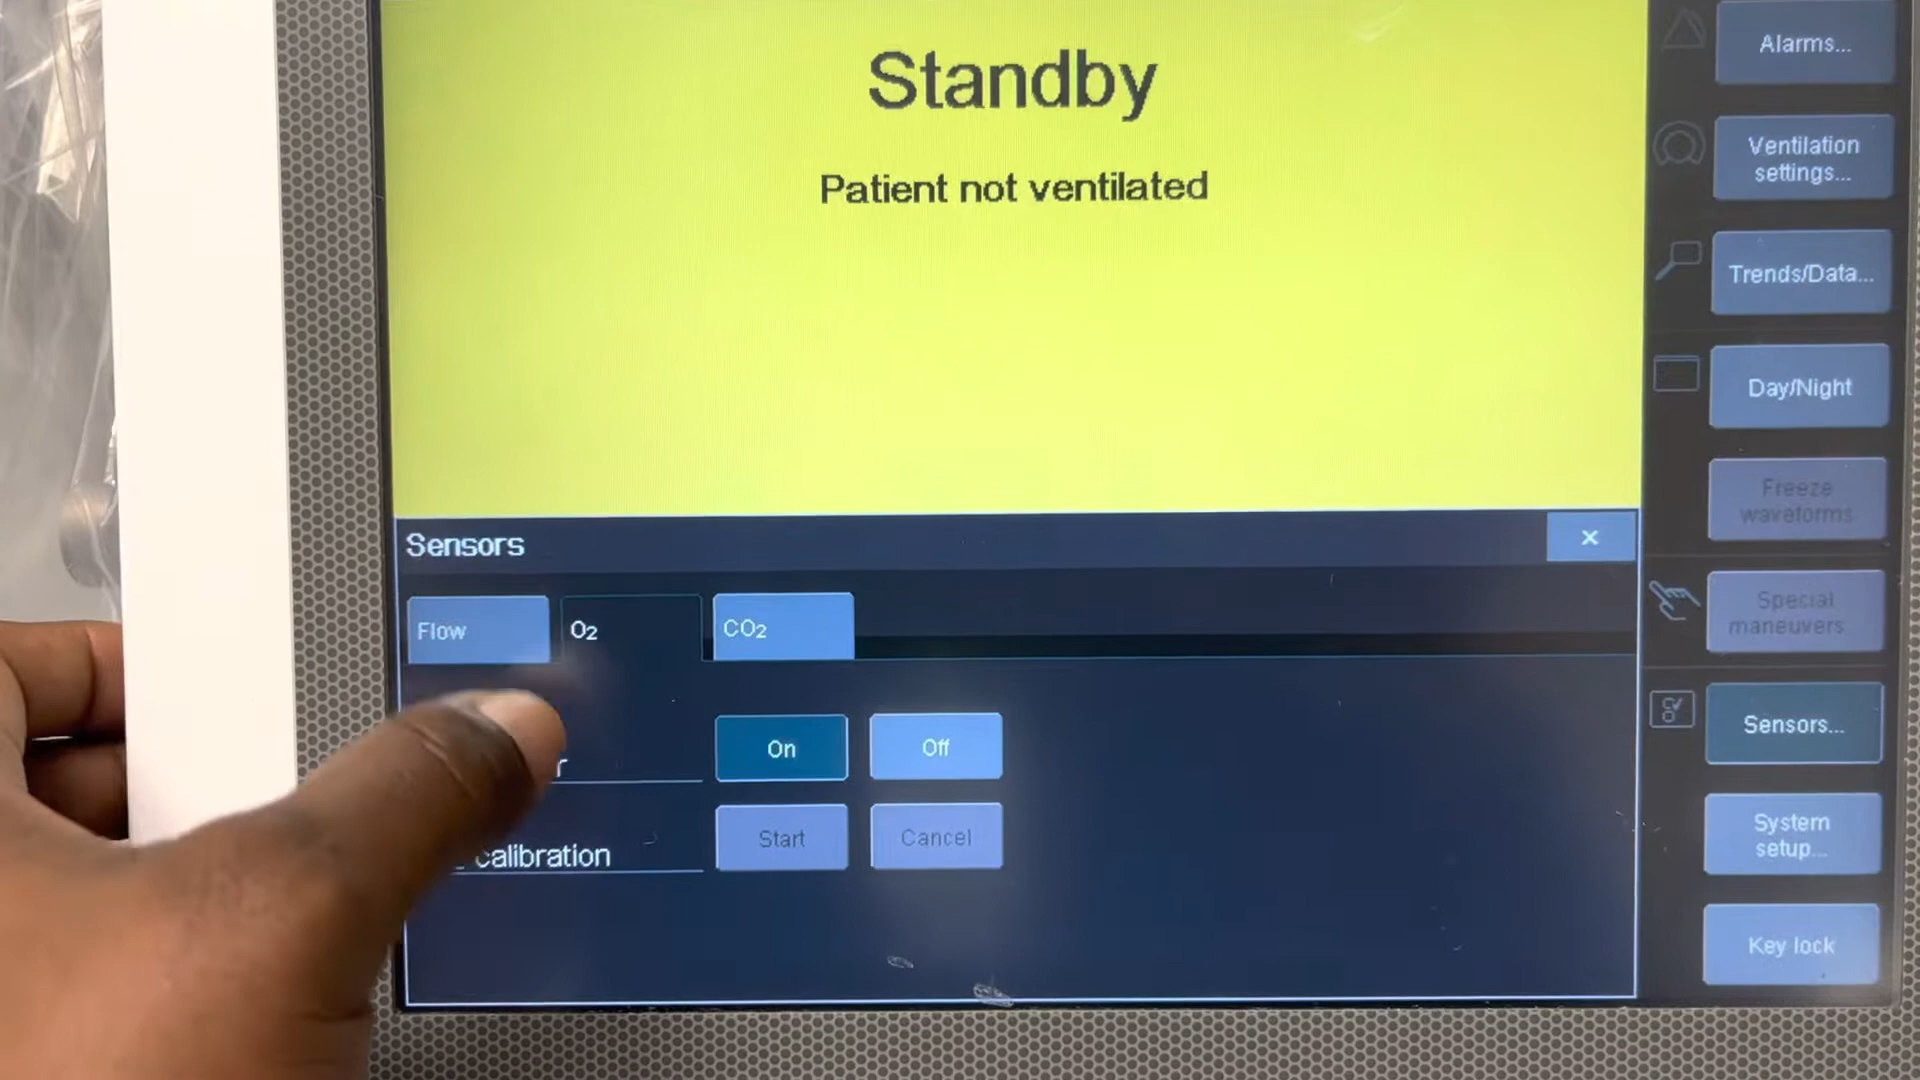 Standby
Patient not ventilated
Sensors
×
Flow
O₂
CO₂
On
Off
calibration
Start
Cancel
Alarms...
Ventilation
settings...
Trends/Data...
Day/Night
Freeze
waveforms
Special
maneuvers
Sensors...
System
setup...
Key lock